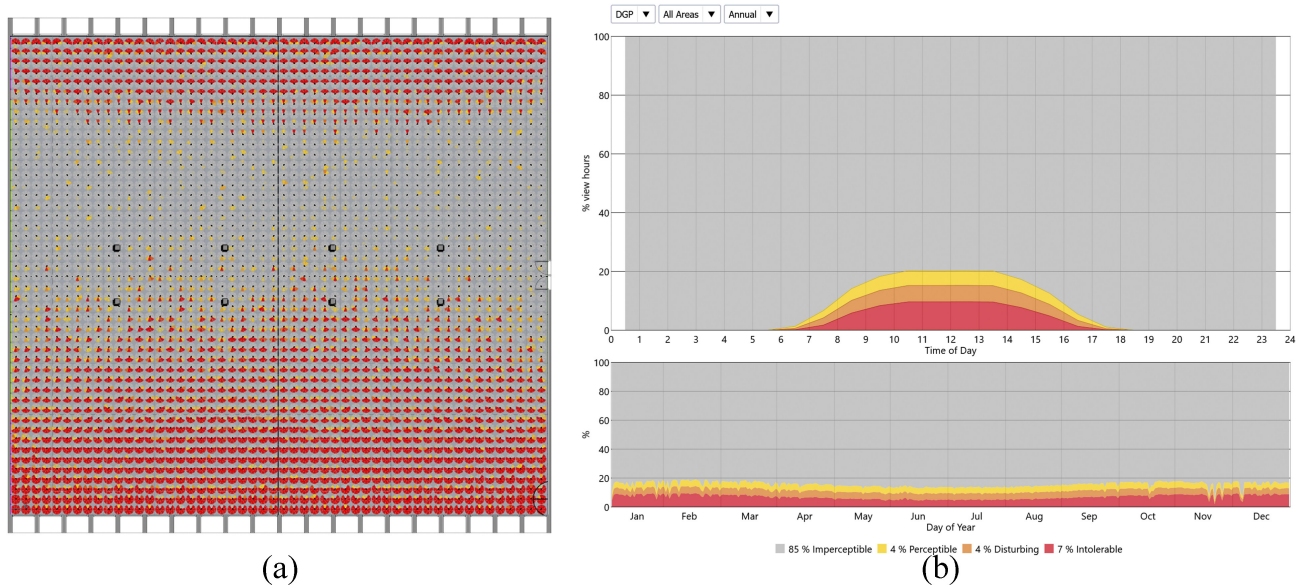 DGP ▼ All Areas ▼ Annual ▼
100
80
60
40
20
0
% view hours
0 1 2 3 4 5 6 7 8 9 10 11 12 13 14 15 16 17 18 19 20 21 22 23 24
Time of Day
100
80
60
40
20
0
%
Jan Feb Mar Apr May Jun Jul Aug Sep Oct Nov Dec
Day of Year
85 % Imperceptible 4 % Perceptible 4 % Disturbing 7 % Intolerable
(a) (b)